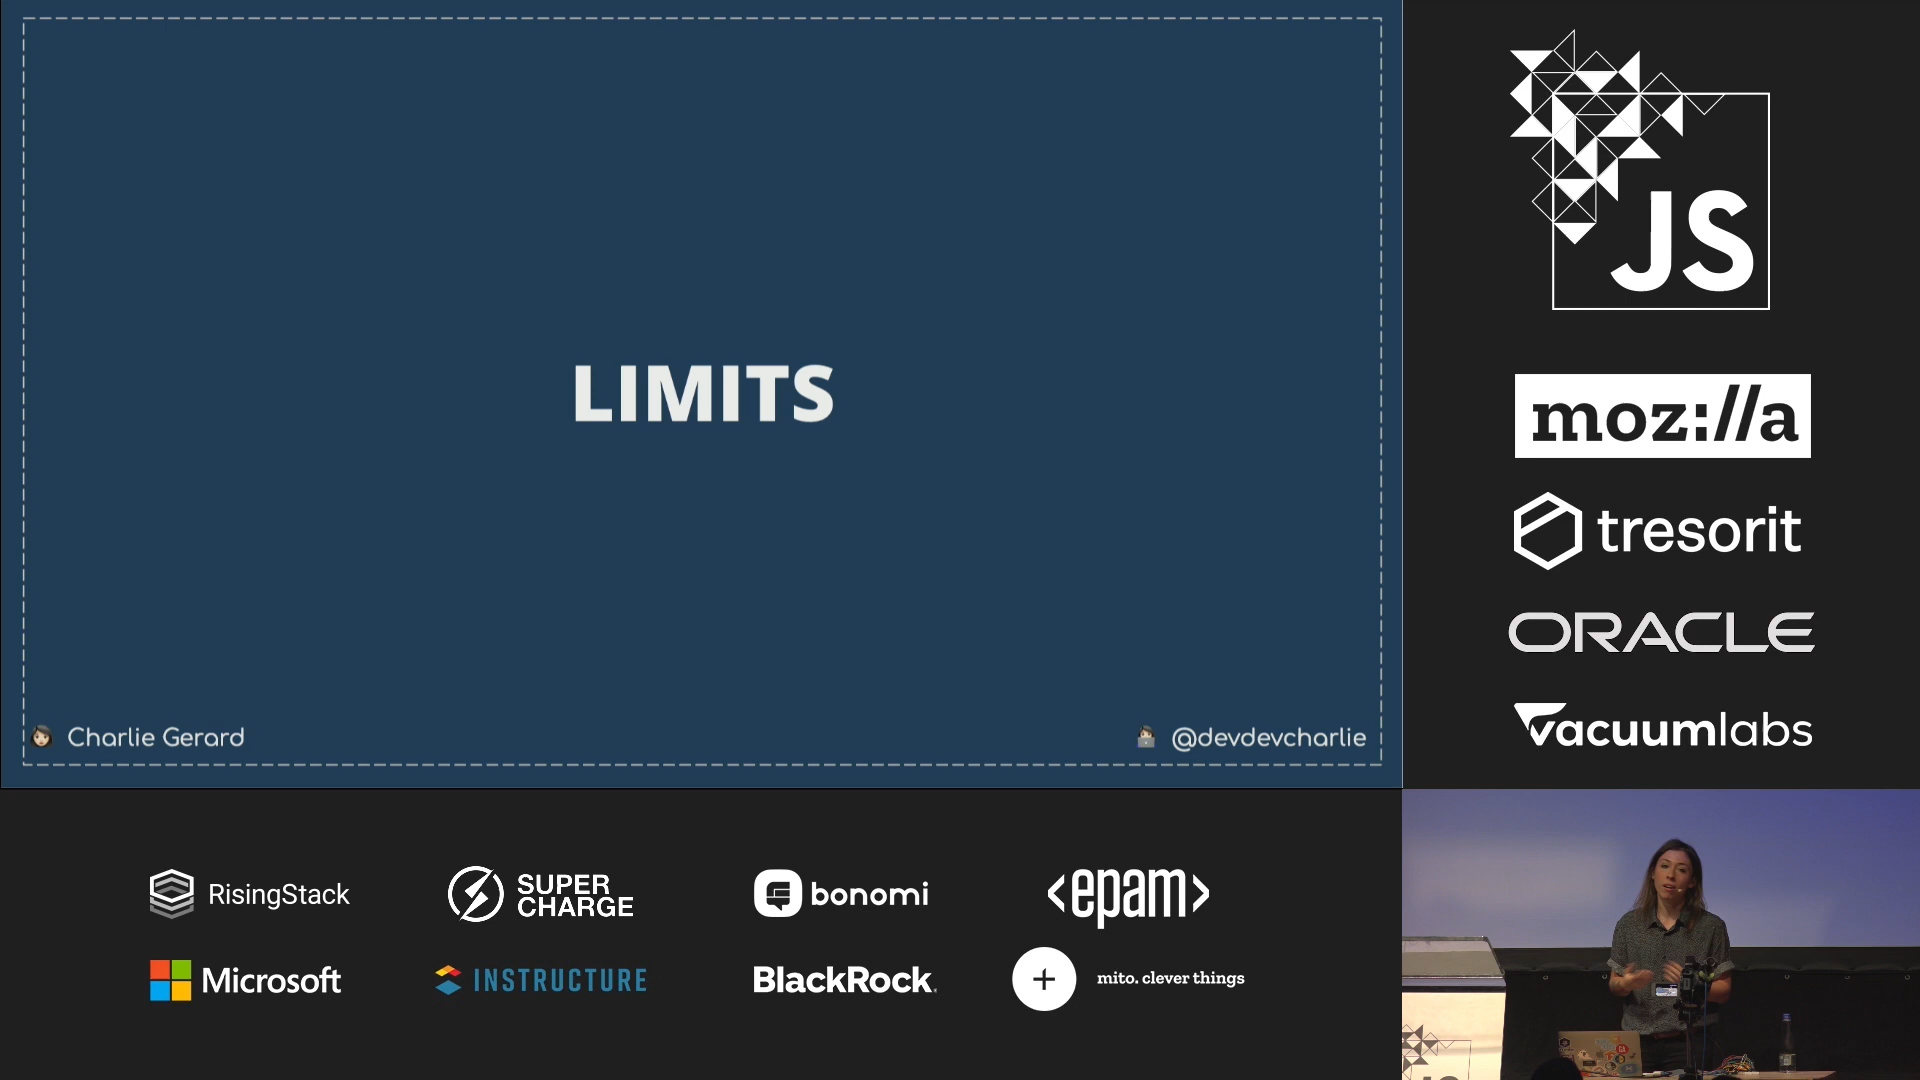 LIMITS
Charlie Gerard
@devdevcharlie
JS
moz://a
tresorit
ORACLE
vacuumlabs
RisingStack
SUPER
CHARGE
bonomi
<epam>
Microsoft
INSTRUCTURE
BlackRock.
+
mito. clever things
JS